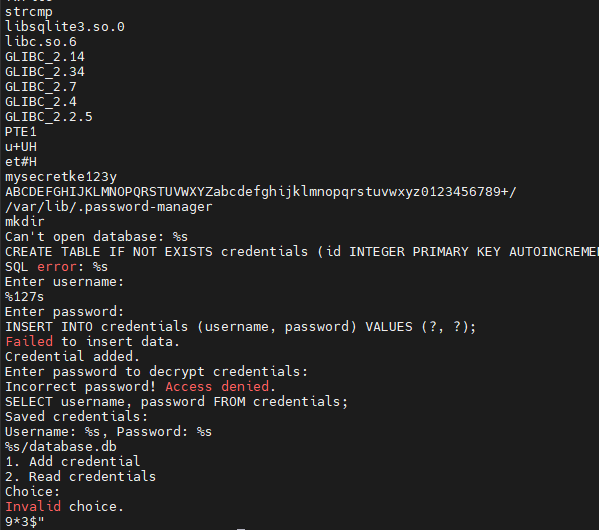 strcmp
libsqlite3.so.0
libc.so.6
GLIBC_2.14
GLIBC_2.34
GLIBC_2.7
GLIBC_2.4
GLIBC_2.2.5
PTE1
u+UH
et#H
mysecretke123y
ABCDEFGHIJKLMNOPQRSTUVWXYZabcdefghijklmnopqrstuvwxyz0123456789+/
/var/lib/.password-manager
mkdir
Can't open database: %s
CREATE TABLE IF NOT EXISTS credentials (id INTEGER PRIMARY KEY AUTOINCREME
SQL error: %s
Enter username:
%127s
Enter password:
INSERT INTO credentials (username, password) VALUES (?, ?);
Failed to insert data.
Credential added.
Enter password to decrypt credentials:
Incorrect password! Access denied.
SELECT username, password FROM credentials;
Saved credentials:
Username: %s, Password: %s
%s/database.db
1. Add credential
2. Read credentials
Choice:
Invalid choice.
9*3$"